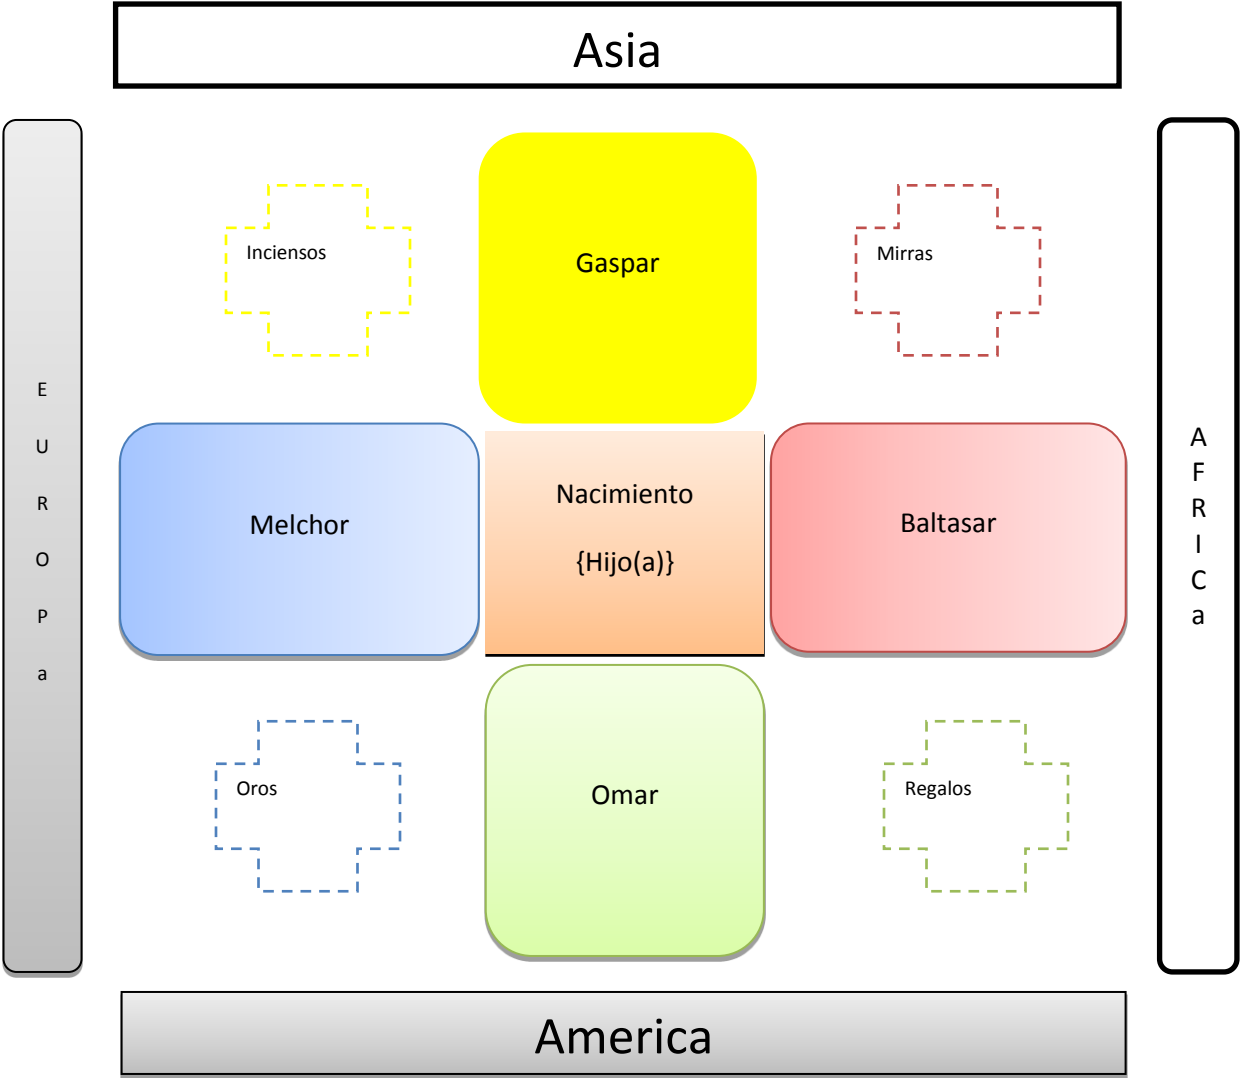 Asia
Inciensos
Gaspar
Mirras
E
U
R
O
P
a
A
F
R
I
C
a
Melchor
Nacimiento
{Hijo(a)}
Baltasar
Oros
Omar
Regalos
America